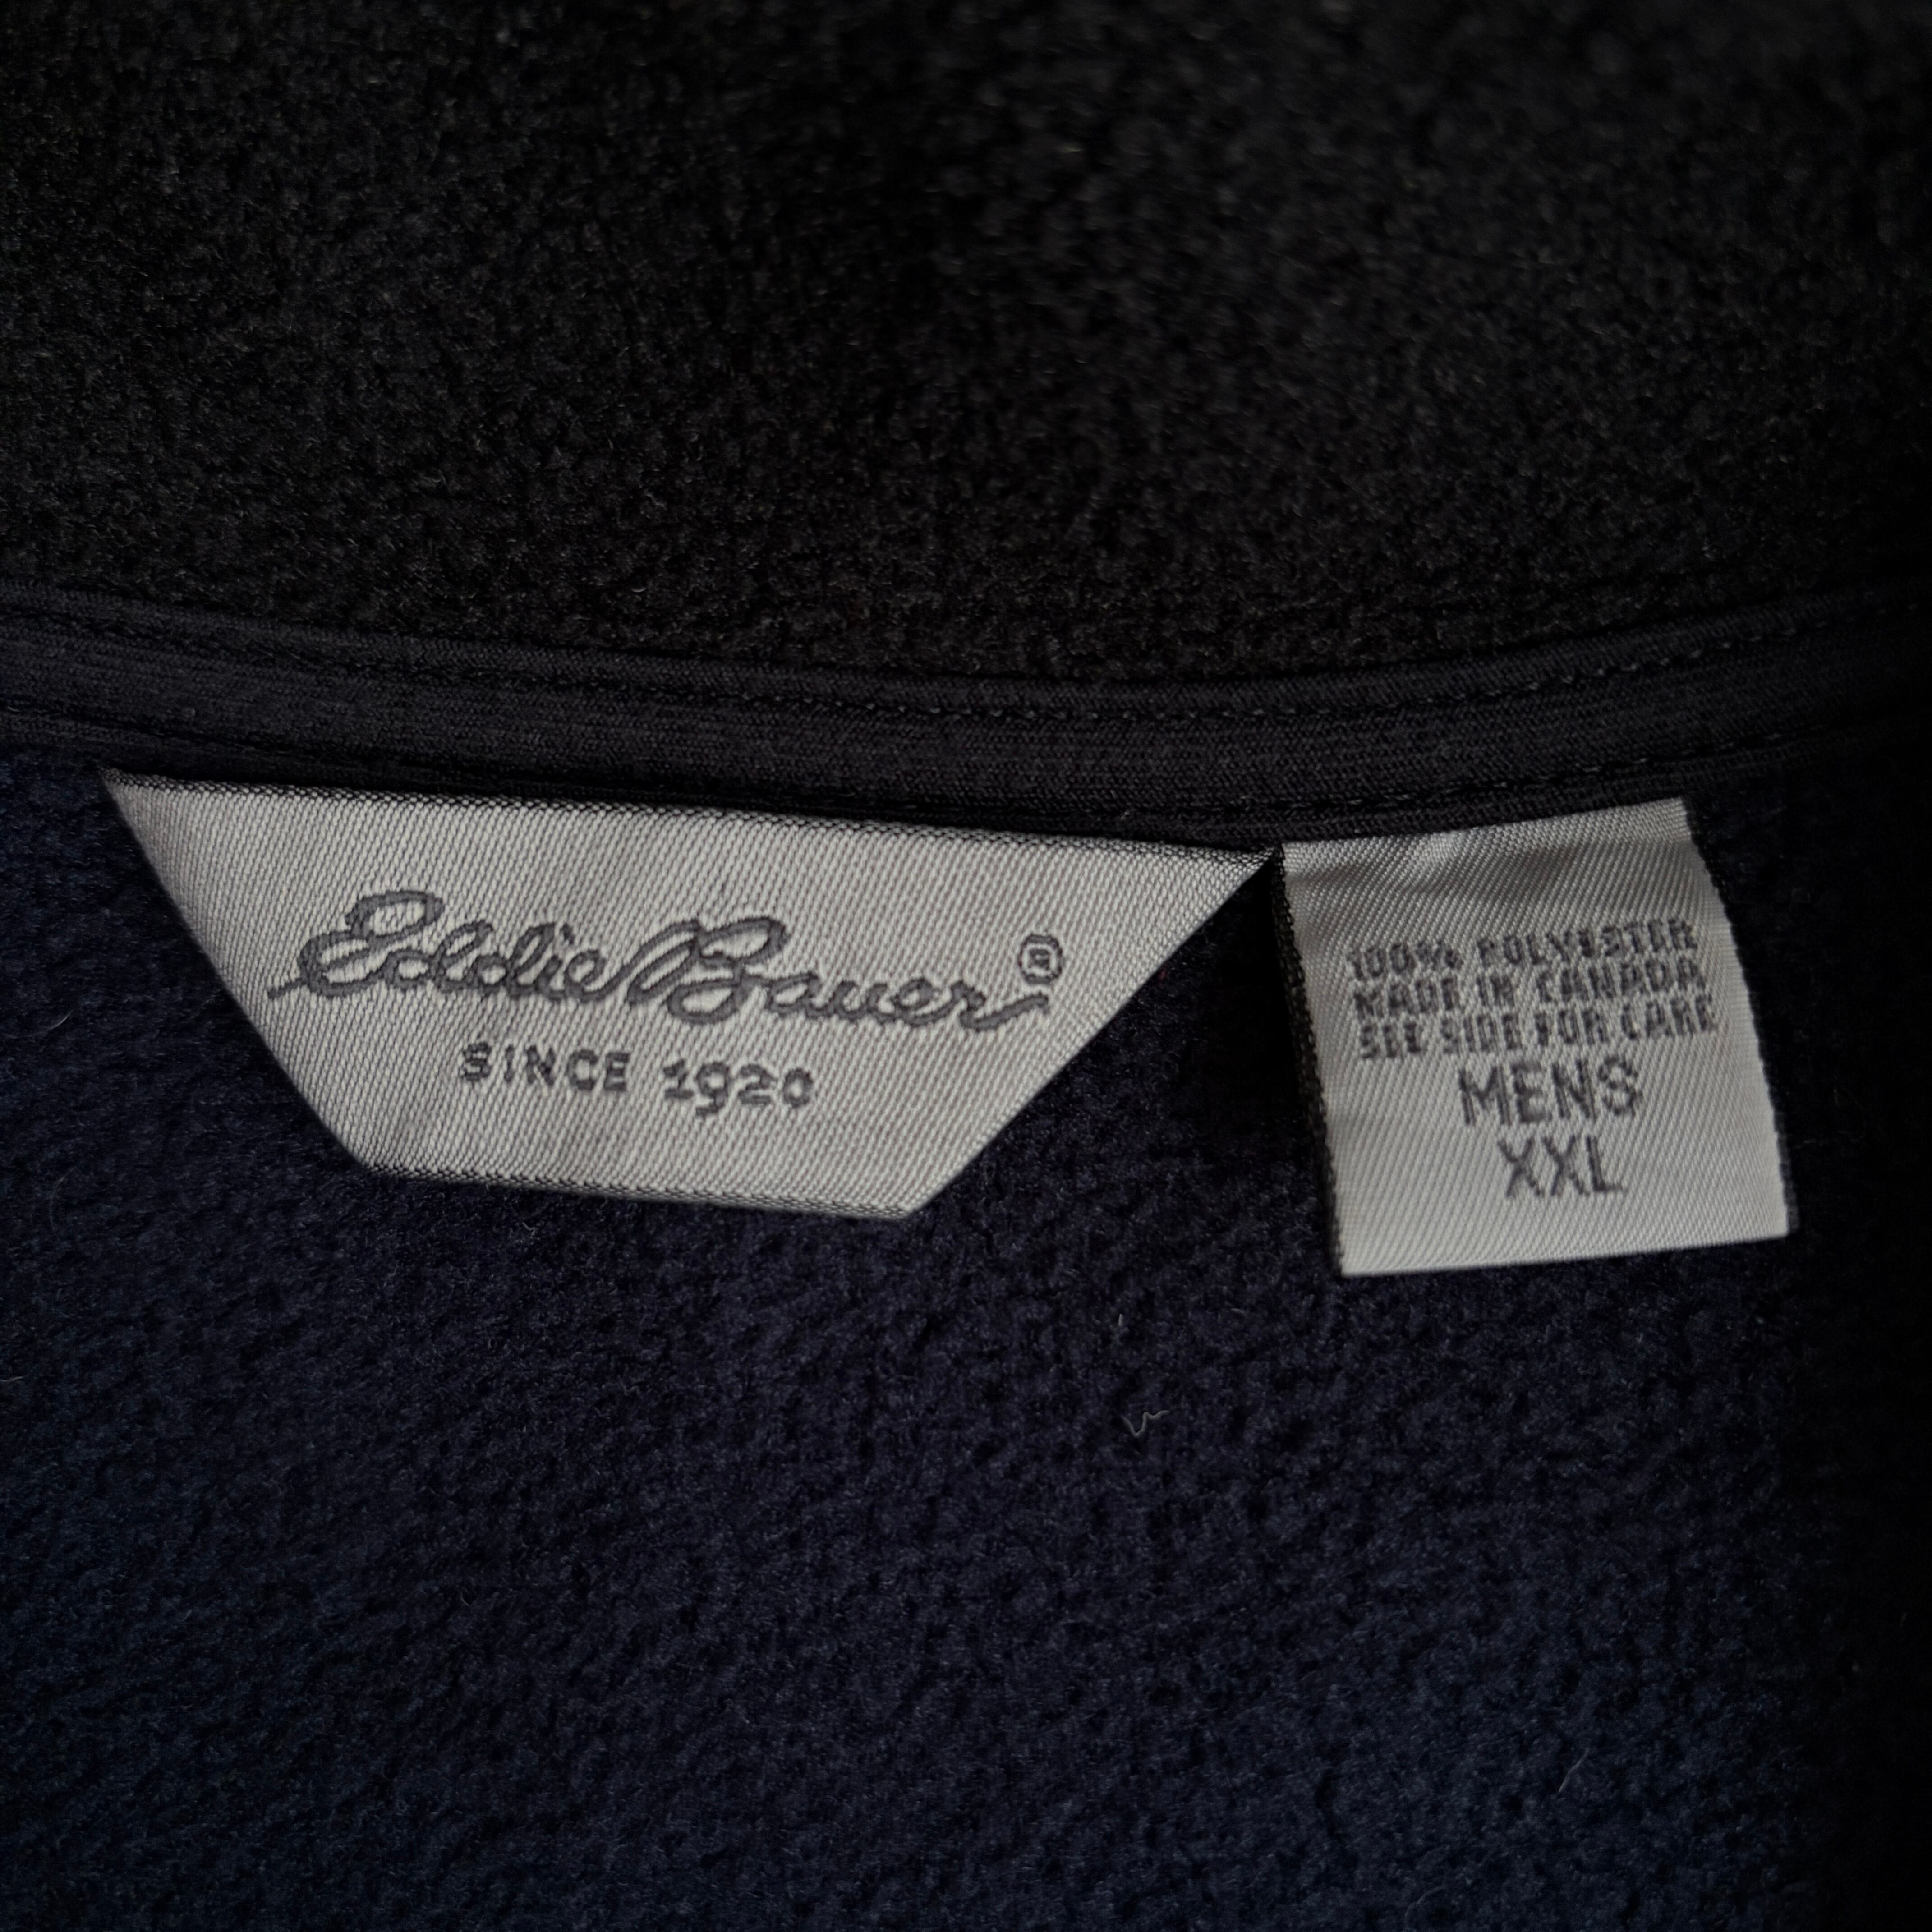 Eddie Bauer®
SINCE 1920
100% POLYESTER
MADE IN CANADA
SEE SIDE FOR CARE
MENS
XXL